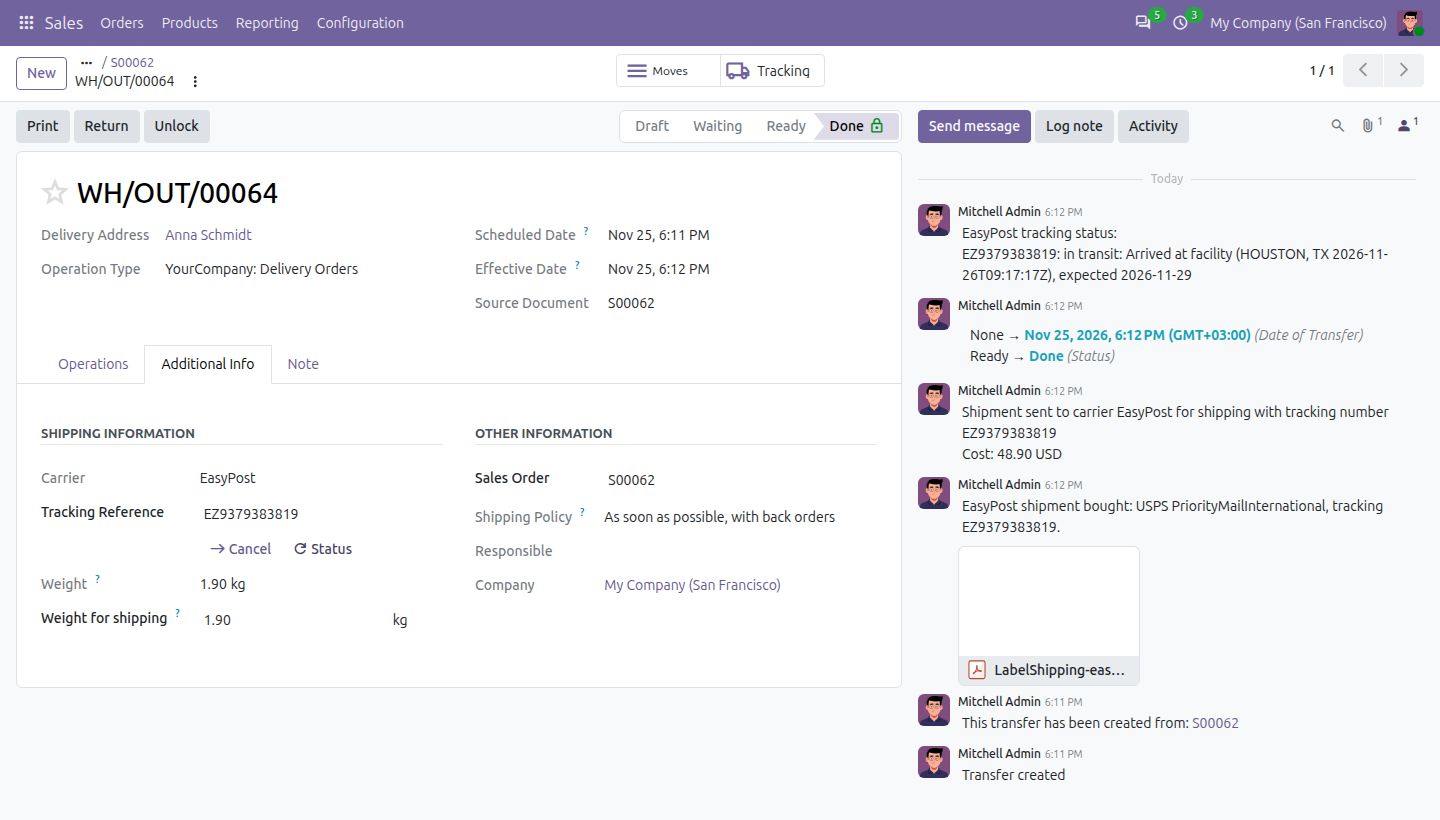 Sales Orders Products Reporting Configuration 5 3 My Company (San Francisco)
New ••• / S00062
WH/OUT/00064
Moves Tracking 1 / 1
Print Return Unlock Draft Waiting Ready Done Send message Log note Activity 1 1
WH/OUT/00064
Delivery Address Anna Schmidt
Operation Type YourCompany: Delivery Orders
Scheduled Date ? Nov 25, 6:11 PM
Effective Date ? Nov 25, 6:12 PM
Source Document S00062
Operations Additional Info Note
SHIPPING INFORMATION
Carrier EasyPost
Tracking Reference EZ9379383819
Cancel Status
Weight ? 1.90 kg
Weight for shipping ? 1.90 kg
OTHER INFORMATION
Sales Order S00062
Shipping Policy ? As soon as possible, with back orders
Responsible
Company My Company (San Francisco)
Today
Mitchell Admin 6:12 PM
EasyPost tracking status:
EZ9379383819: in transit: Arrived at facility (HOUSTON, TX 2026-11-
26T09:17:17Z), expected 2026-11-29
Mitchell Admin 6:12 PM
None → Nov 25, 2026, 6:12 PM (GMT+03:00) (Date of Transfer)
Ready → Done (Status)
Mitchell Admin 6:12 PM
Shipment sent to carrier EasyPost for shipping with tracking number
EZ9379383819
Cost: 48.90 USD
Mitchell Admin 6:12 PM
EasyPost shipment bought: USPS PriorityMailInternational, tracking
EZ9379383819.
LabelShipping-eas...
Mitchell Admin 6:11 PM
This transfer has been created from: S00062
Mitchell Admin 6:11 PM
Transfer created